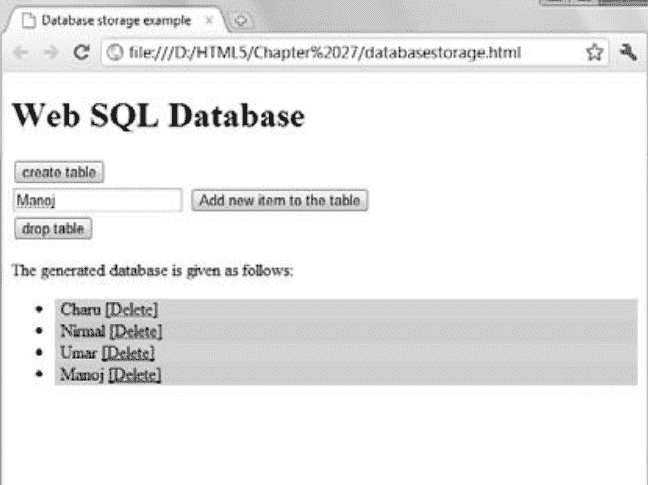 Database storage example
file:///D:/HTML5/Chapter%2027/databasestorage.html
Web SQL Database
create table
Manoj Add new item to the table
drop table
The generated database is given as follows:
• Charu [Delete]
• Nirmal [Delete]
• Umar [Delete]
• Manoj [Delete]